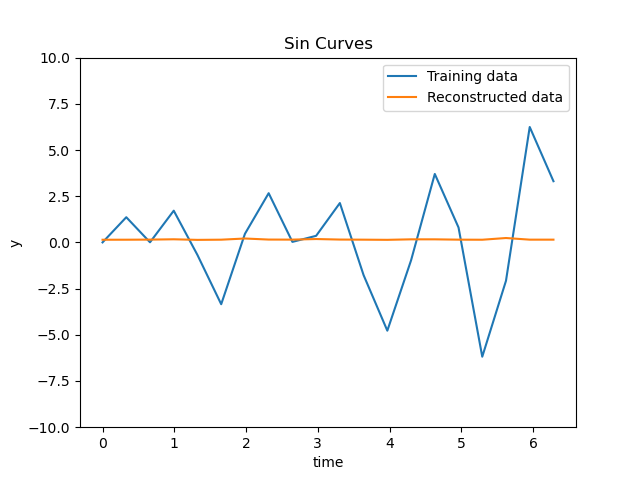 Sin Curves
Training data
Reconstructed data
10.0
7.5
5.0
2.5
0.0
−2.5
−5.0
−7.5
−10.0
y
0 1 2 3 4 5 6
time